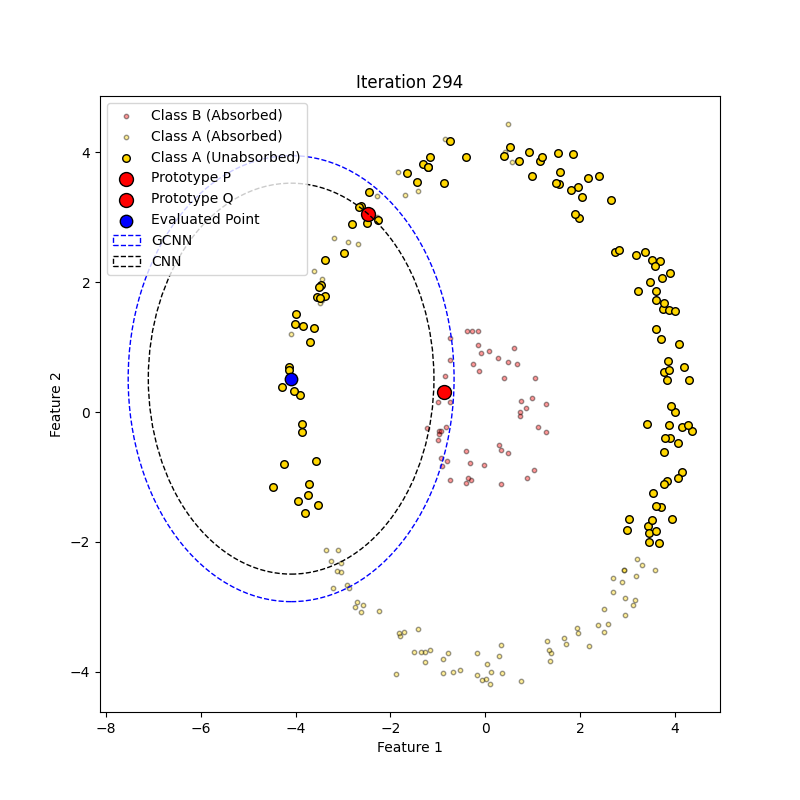 Iteration 294
Class B (Absorbed)
Class A (Absorbed)
Class A (Unabsorbed)
Prototype P
Prototype Q
Evaluated Point
GCNN
CNN
4
2
0
−2
−4
Feature 2
−8
−6
−4
−2
0
2
4
Feature 1